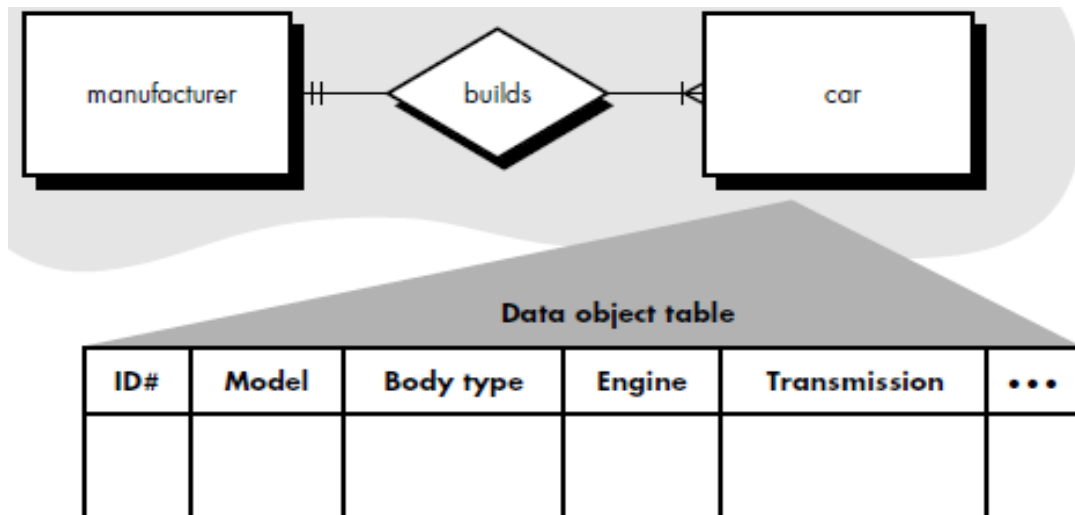 manufacturer builds car
Data object table
ID# Model Body type Engine Transmission •••